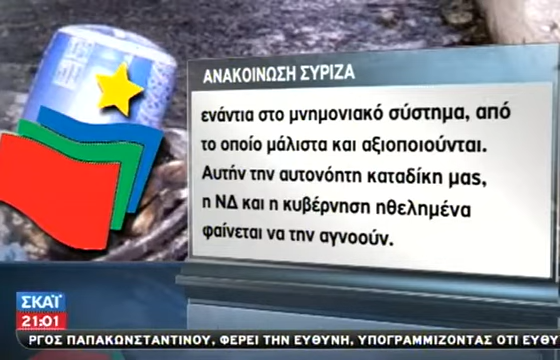 ΑΝΑΚΟΙΝΩΣΗ ΣΥΡΙΖΑ
ενάντια στο μνημονιακό σύστημα, από
το οποίο μάλιστα και αξιοποιούνται.
Αυτήν την αυτονόητη καταδίκη μας,
η ΝΔ και η κυβέρνηση ηθελημένα
φαίνεται να την αγνοούν.
ΣΚΑΪ
21:01
ΡΓΟΣ ΠΑΠΑΚΩΝΣΤΑΝΤΙΝΟΥ, ΦΕΡΕΙ ΤΗΝ ΕΥΘΥΝΗ, ΥΠΟΓΡΑΜΜΙΖΟΝΤΑΣ ΟΤΙ ΕΥΘ